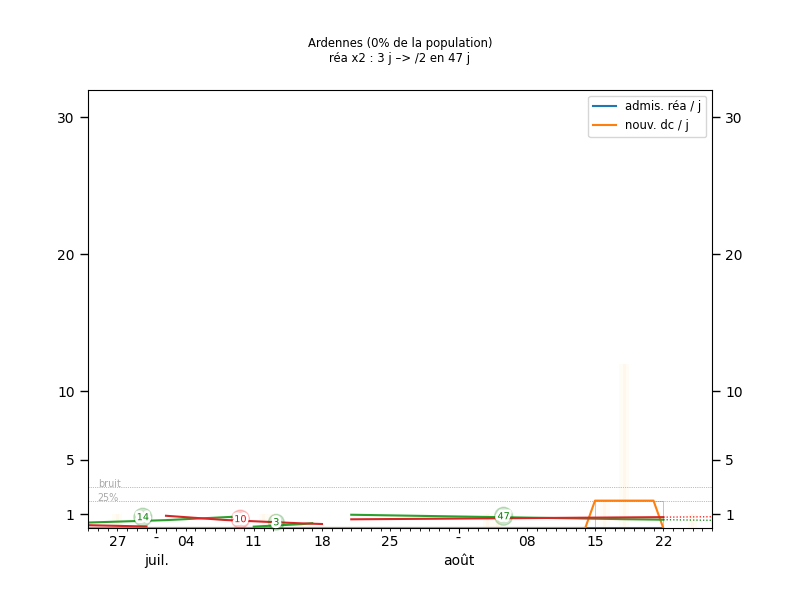 Ardennes (0% de la population)
réa x2 : 3 j –> /2 en 47 j
admis. réa / j
nouv. dc / j
30 30
20 20
10 10
5 5
bruit
25%
1 1
14 10 3 47
27 - 04 11 18 25 - 08 15 22
juil. août